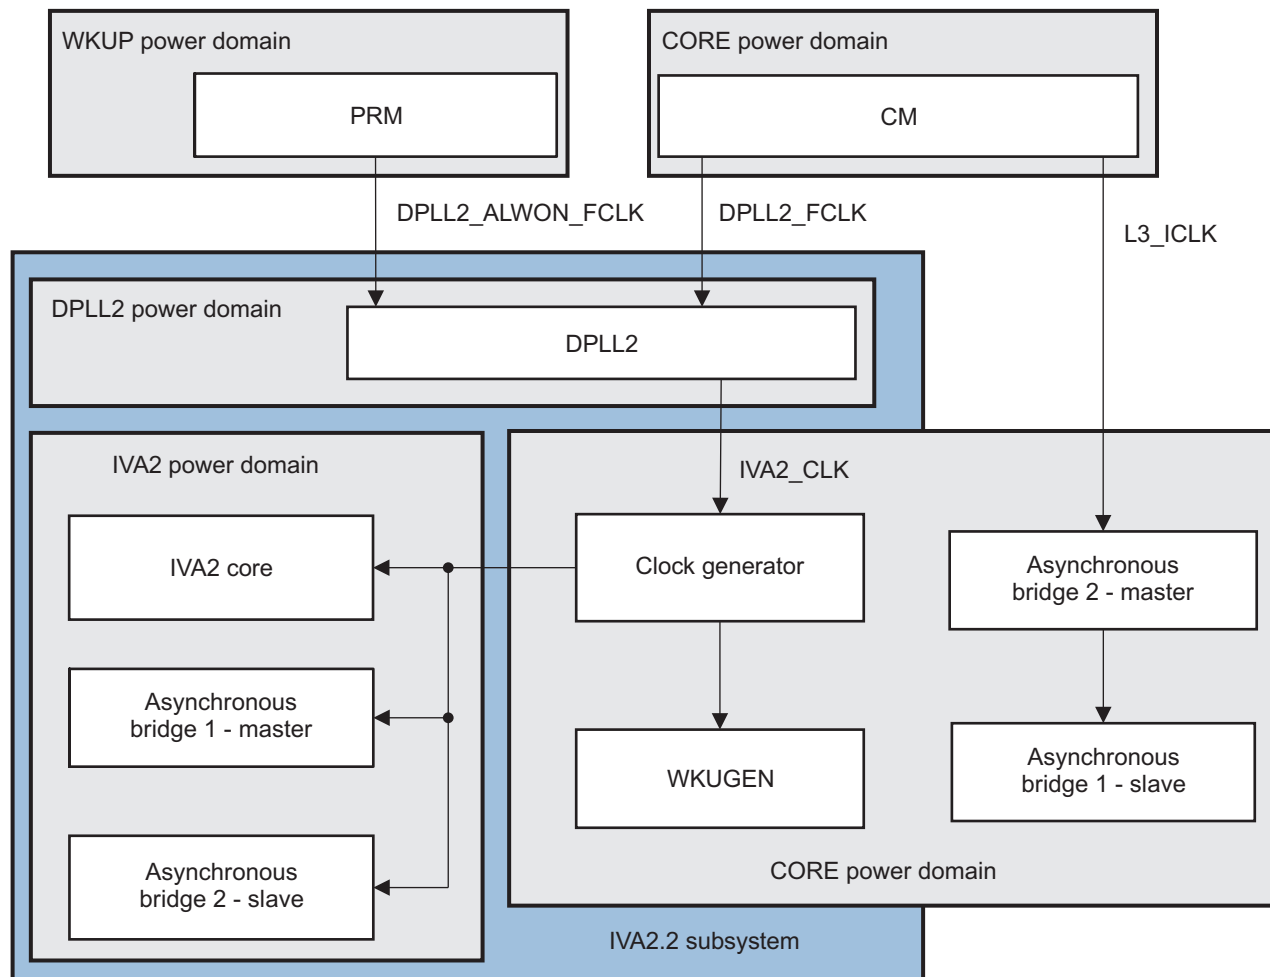 WKUP power domain
PRM
CORE power domain
CM
DPLL2_ALWON_FCLK
DPLL2_FCLK
L3_ICLK
DPLL2 power domain
DPLL2
IVA2 power domain
IVA2_CLK
IVA2 core
Clock generator
Asynchronous
bridge 2 - master
Asynchronous
bridge 1 - master
WKUGEN
Asynchronous
bridge 1 - slave
Asynchronous
bridge 2 - slave
CORE power domain
IVA2.2 subsystem